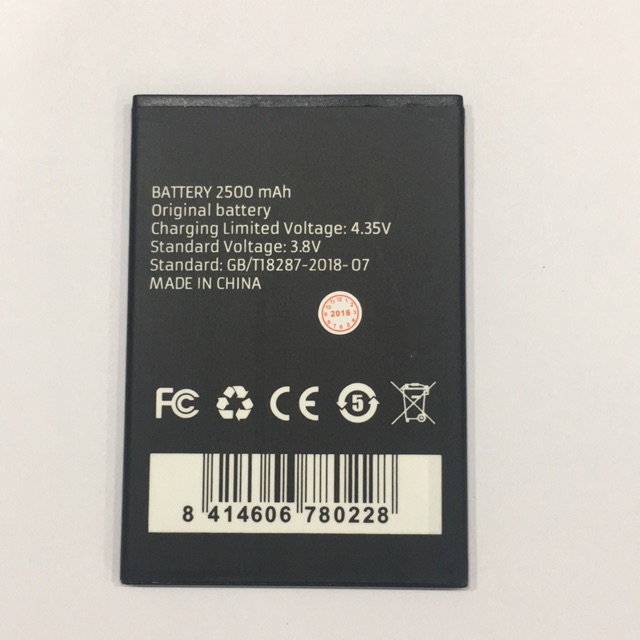 BATTERY 2500 mAh
Original battery
Charging Limited Voltage: 4.35V
Standard Voltage: 3.8V
Standard: GB/T18287-2018-07
MADE IN CHINA
2018
FC CE 5
8 414606 780228